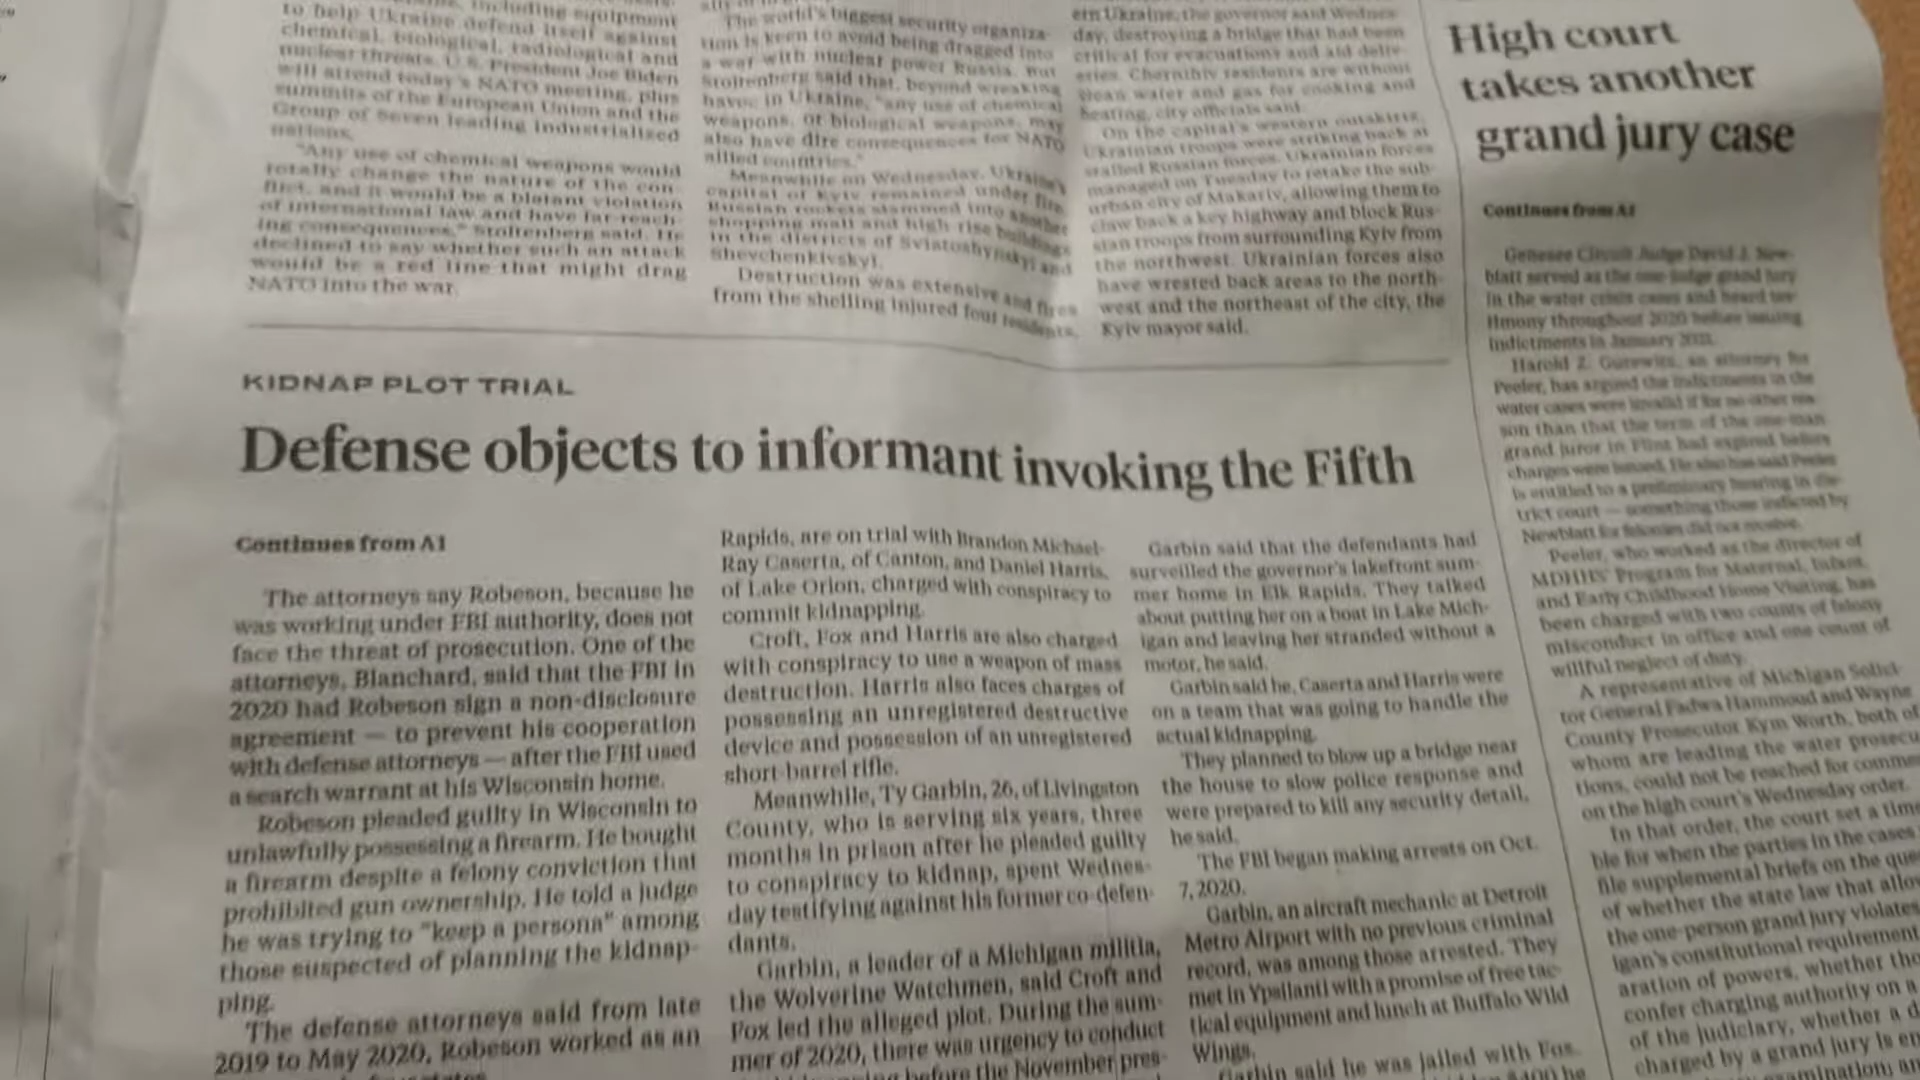 to help Ukraine defend itself against
chemical, biological, radiological and
nuclear threats. U.S. President Joe Biden
will attend today's NATO meeting, plus
summits of the European Union and the
Group of Seven leading industrialised
nations.
"Any use of chemical weapons would
totally change the nature of the con-
flict, and it would be a blatant violation
of international law and have far-reach-
ing consequences," Stoltenberg said. He
declined to say whether such an attack
would be a red line that might drag
NATO into the war.
The world's biggest security organiza-
tion is keen to avoid being dragged into
a war with nuclear power Russia. But
Stoltenberg said that, beyond wreaking
havoc in Ukraine, "any use of chemical
weapons, or biological weapons, may
also have dire consequences for NATO
allied countries."
Meanwhile on Wednesday, Ukraine's
capital of Kyiv remained under fire.
Russian rockets slammed into another
shopping mall and high-rise buildings
in the districts of Sviatoshynskyi and
Shevchenkivskyi.
Destruction was extensive and fires
from the shelling injured four residents,
ern Ukraine, the governor said Wednes-
day, destroying a bridge that had been
critical for evacuations and aid deliv-
eries. Chernihiv residents are without
clean water and gas for cooking and
heating, city officials said.
On the capital's western outskirts,
Ukrainian troops were striking back at
stalled Russian forces. Ukrainian forces
managed on Tuesday to retake the sub-
urban city of Makariv, allowing them to
claw back a key highway and block Rus-
sian troops from surrounding Kyiv from
the northwest. Ukrainian forces also
have wrested back areas to the north-
west and the northeast of the city, the
Kyiv mayor said.
KIDNAP PLOT TRIAL
Defense objects to informant invoking the Fifth
Continues from A1
The attorneys say Robeson, because he
was working under FBI authority, does not
face the threat of prosecution. One of the
attorneys, Blanchard, said that the FBI in
2020 had Robeson sign a non-disclosure
agreement — to prevent his cooperation
with defense attorneys — after the FBI used
a search warrant at his Wisconsin home.
Robeson pleaded guilty in Wisconsin to
unlawfully possessing a firearm. He bought
a firearm despite a felony conviction that
prohibited gun ownership. He told a judge
he was trying to "keep a persona" among
those suspected of planning the kidnap-
ping.
The defense attorneys said from late
2019 to May 2020, Robeson worked as an
Rapids, are on trial with Brandon Michael-
Ray Caserta, of Canton, and Daniel Harris,
of Lake Orion, charged with conspiracy to
commit kidnapping.
Croft, Fox and Harris are also charged
with conspiracy to use a weapon of mass
destruction. Harris also faces charges of
possessing an unregistered destructive
device and possession of an unregistered
short-barrel rifle.
Meanwhile, Ty Garbin, 26, of Livingston
County, who is serving six years, three
months in prison after he pleaded guilty
to conspiracy to kidnap, spent Wednes-
day testifying against his former co-defen-
dants.
Garbin, a leader of a Michigan militia,
the Wolverine Watchmen, said Croft and
Fox led the alleged plot. During the sum-
mer of 2020, there was urgency to conduct
before the November pres-
Garbin said that the defendants had
surveilled the governor's lakefront sum-
mer home in Elk Rapids. They talked
about putting her on a boat in Lake Mich-
igan and leaving her stranded without a
motor, he said.
Garbin said he, Caserta and Harris were
on a team that was going to handle the
actual kidnapping.
They planned to blow up a bridge near
the house to slow police response and
were prepared to kill any security detail,
he said.
The FBI began making arrests on Oct.
7, 2020.
Garbin, an aircraft mechanic at Detroit
Metro Airport with no previous criminal
record, was among those arrested. They
met in Ypsilanti with a promise of free tac-
tical equipment and lunch at Buffalo Wild
Wings.
Garbin said he was jailed with Fox.
High court
takes another
grand jury case
Continues from A1
Genesee Circuit Judge David J. New-
blatt served as the one-judge grand jury
in the water crisis cases and heard tes-
timony throughout 2020 before issuing
indictments in January 2021.
Harold Z. Gurewitz, an attorney for
Peeler, has argued the indictments in the
water cases were invalid if for no other rea-
son than that the term of the one-man
grand juror in Flint had expired before
charges were issued. He also has said Peeler
is entitled to a preliminary hearing in dis-
trict court — something those indicted by
Newblatt for felonies did not receive.
Peeler, who worked as the director of
MDHHS' Program for Maternal, Infant,
and Early Childhood Home Visiting, has
been charged with two counts of felony
misconduct in office and one count of
willful neglect of duty.
A representative of Michigan Solici-
tor General Fadwa Hammoud and Wayne
County Prosecutor Kym Worth, both of
whom are leading the water prosecu
tions, could not be reached for comme
on the high court's Wednesday order.
In that order, the court set a time
ble for when the parties in the cases
file supplemental briefs on the que
of whether the state law that allow
the one-person grand jury violates
igan's constitutional requirement
aration of powers, whether tho
confer charging authority on a
of the judiciary, whether a d
charged by a grand jury is en